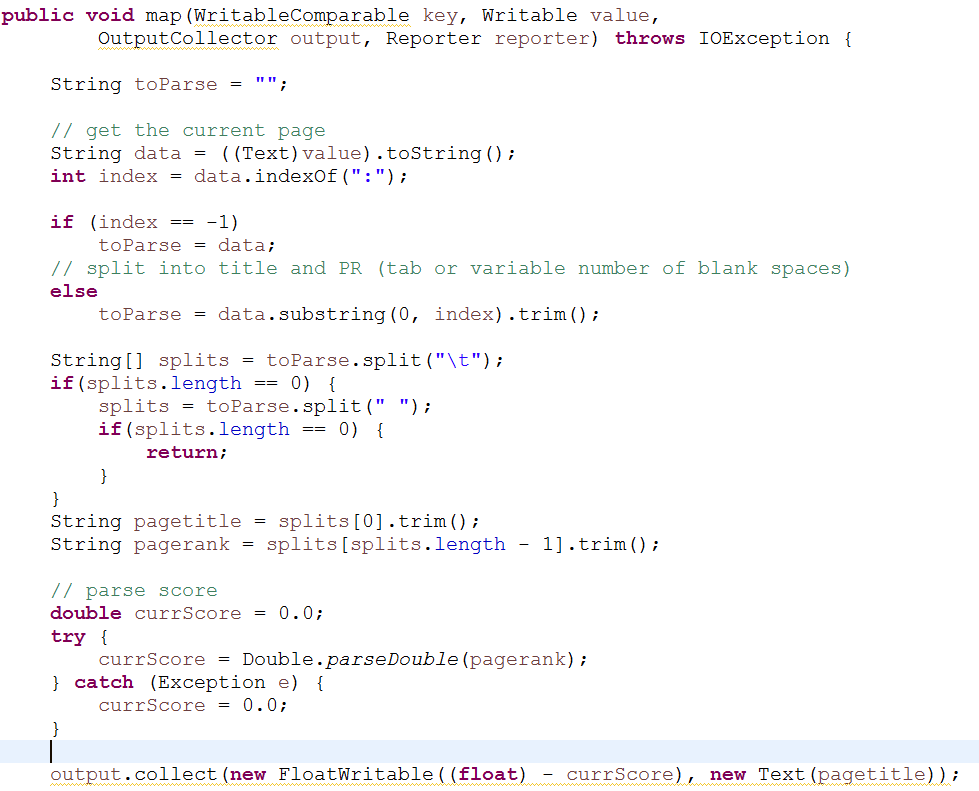 public void map(WritableComparable key, Writable value,
        OutputCollector output, Reporter reporter) throws IOException {

    String toParse = "";

    // get the current page
    String data = ((Text)value).toString();
    int index = data.indexOf(":");

    if (index == -1)
        toParse = data;
    // split into title and PR (tab or variable number of blank spaces)
    else
        toParse = data.substring(0, index).trim();

    String[] splits = toParse.split("\t");
    if(splits.length == 0) {
        splits = toParse.split(" ");
        if(splits.length == 0) {
            return;
        }
    }
    String pagetitle = splits[0].trim();
    String pagerank = splits[splits.length - 1].trim();

    // parse score
    double currScore = 0.0;
    try {
        currScore = Double.parseDouble(pagerank);
    } catch (Exception e) {
        currScore = 0.0;
    }

    output.collect(new FloatWritable((float) - currScore), new Text(pagetitle));